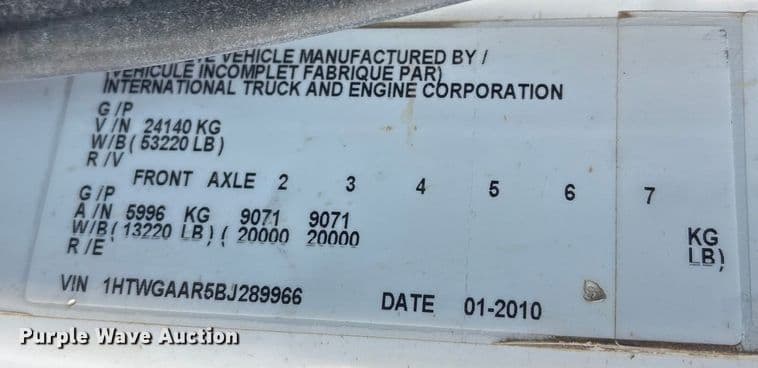 VEHICLE MANUFACTURED BY /
(VEHICULE INCOMPLET FABRIQUE PAR)
INTERNATIONAL TRUCK AND ENGINE CORPORATION
G /P
V /N 24140 KG
W/B ( 53220 LB )
R /V
FRONT AXLE 2 3 4 5 6 7
G /P
A /N 5996 KG 9071 9071 KG
W/B ( 13220 LB ) ( 20000 20000 LB)
R /E
VIN 1HTWGAAR5BJ289966 DATE 01-2010
Purple Wave Auction